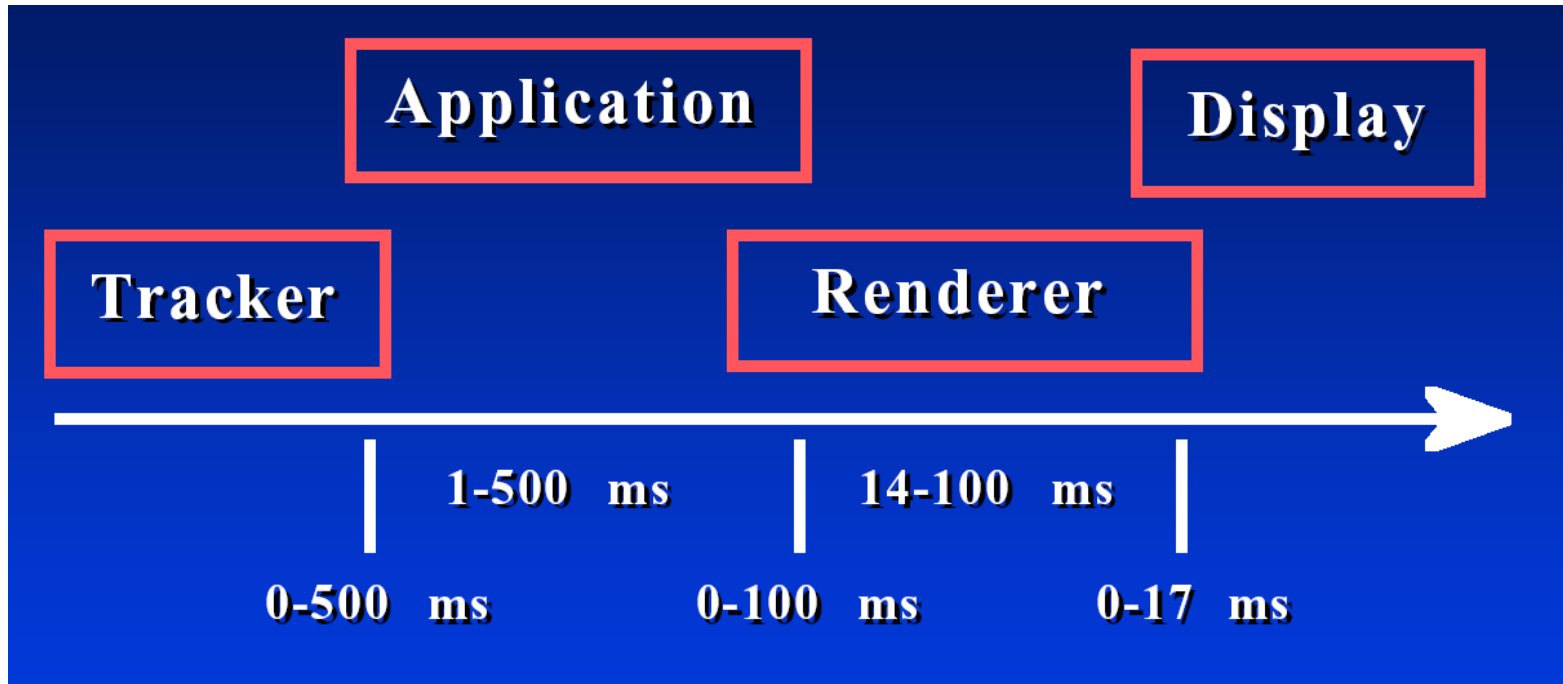 Application
Display
Tracker
Renderer
1-500 ms
14-100 ms
0-500 ms
0-100 ms
0-17 ms